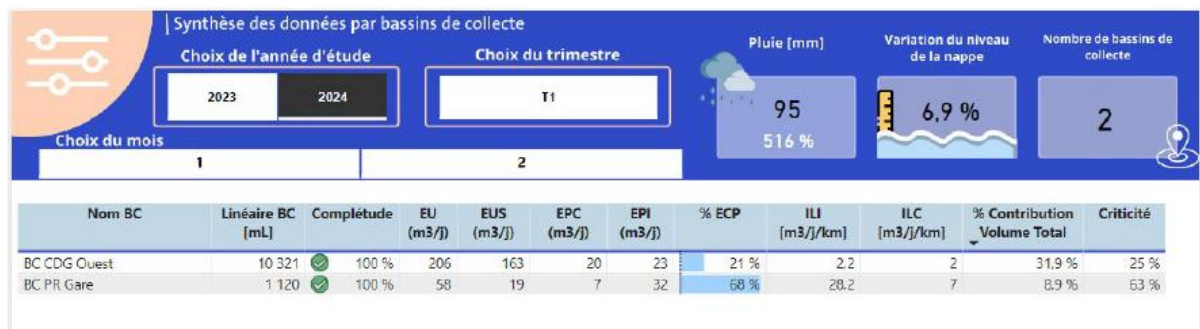 Synthèse des données par bassins de collecte
Choix de l'année d'étude
Choix du trimestre
2023 2024
T1
Choix du mois
1 2
Pluie [mm]
95
516 %
Variation du niveau
de la nappe
6,9 %
Nombre de bassins de
collecte
2
Nom BC Linéaire BC [mL] Complétude EU (m3/j) EUS (m3/j) EPC (m3/j) EPI (m3/j) % ECP ILI [m3/j/km] ILC [m3/j/km] % Contribution Volume Total Criticité
BC CDG Ouest 10 321 100 % 206 163 20 23 21 % 2.2 2 31,9 % 25 %
BC PR Gare 1 120 100 % 58 19 7 32 68 % 28.2 7 8,9 % 63 %